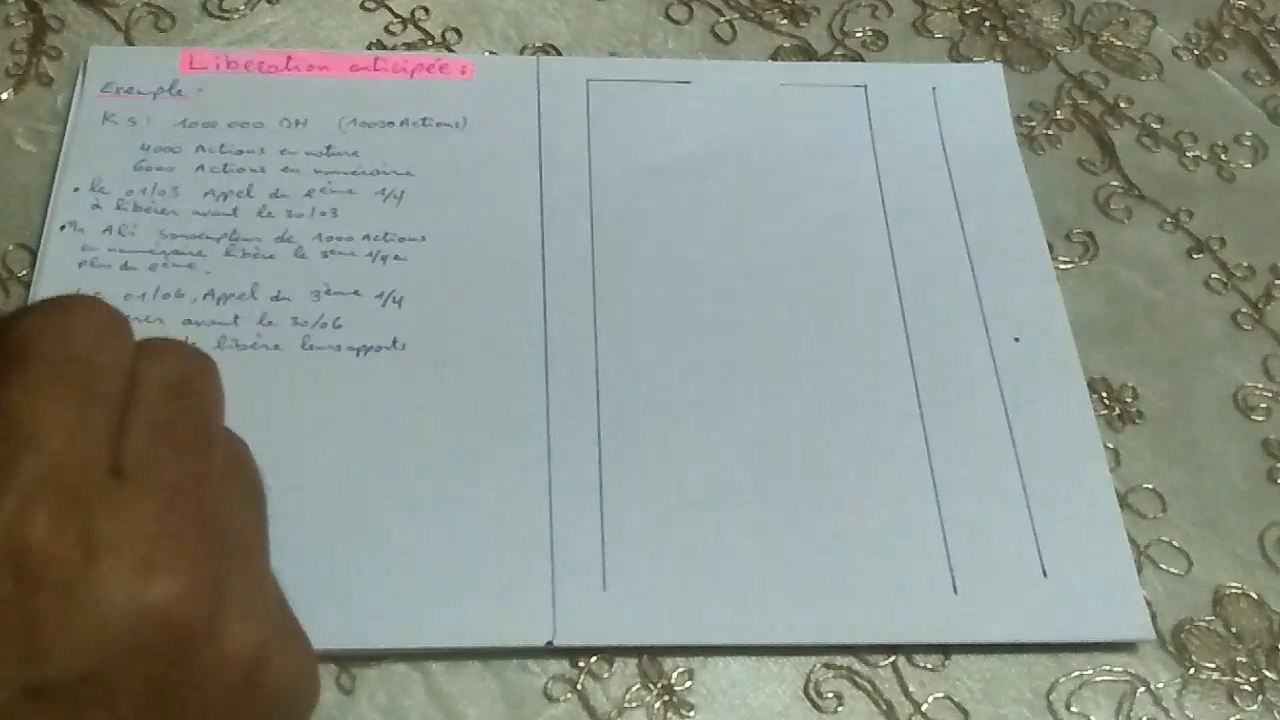 Libération anticipée :
Exemple :
K s : 1000 000 DH (10000 Actions)
4000 Actions en nature
6000 Actions en numéraire
• le 01/03 Appel du 2ème 1/4
à libérer avant le 30/03
• Mr Ali souscripteur de 1000 Actions
en numéraire libère le 3ème 1/4 en
plus du 2ème.
01/06, Appel du 3ème 1/4
avant le 30/06
libère leurs apports